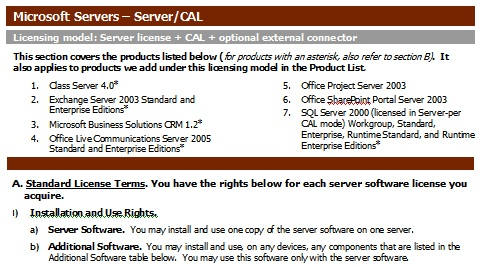 Microsoft Servers – Server/CAL
Licensing model: Server license + CAL + optional external connector
This section covers the products listed below (for products with an asterisk, also refer to section B). It
also applies to products we add under this licensing model in the Product List.
1. Class Server 4.0*
2. Exchange Server 2003 Standard and
Enterprise Editions*
3. Microsoft Business Solutions CRM 1.2*
4. Office Live Communications Server 2005
Standard and Enterprise Editions*
5. Office Project Server 2003
6. Office SharePoint Portal Server 2003
7. SQL Server 2000 (licensed in Server-per
CAL mode) Workgroup, Standard,
Enterprise, Runtime Standard, and Runtime
Enterprise Editions*
A. Standard License Terms. You have the rights below for each server software license you
acquire.
I) Installation and Use Rights.
a) Server Software. You may install and use one copy of the server software on one server.
b) Additional Software. You may install and use, on any devices, any components that are listed in the
Additional Software table below. You may use this software only with the server software.